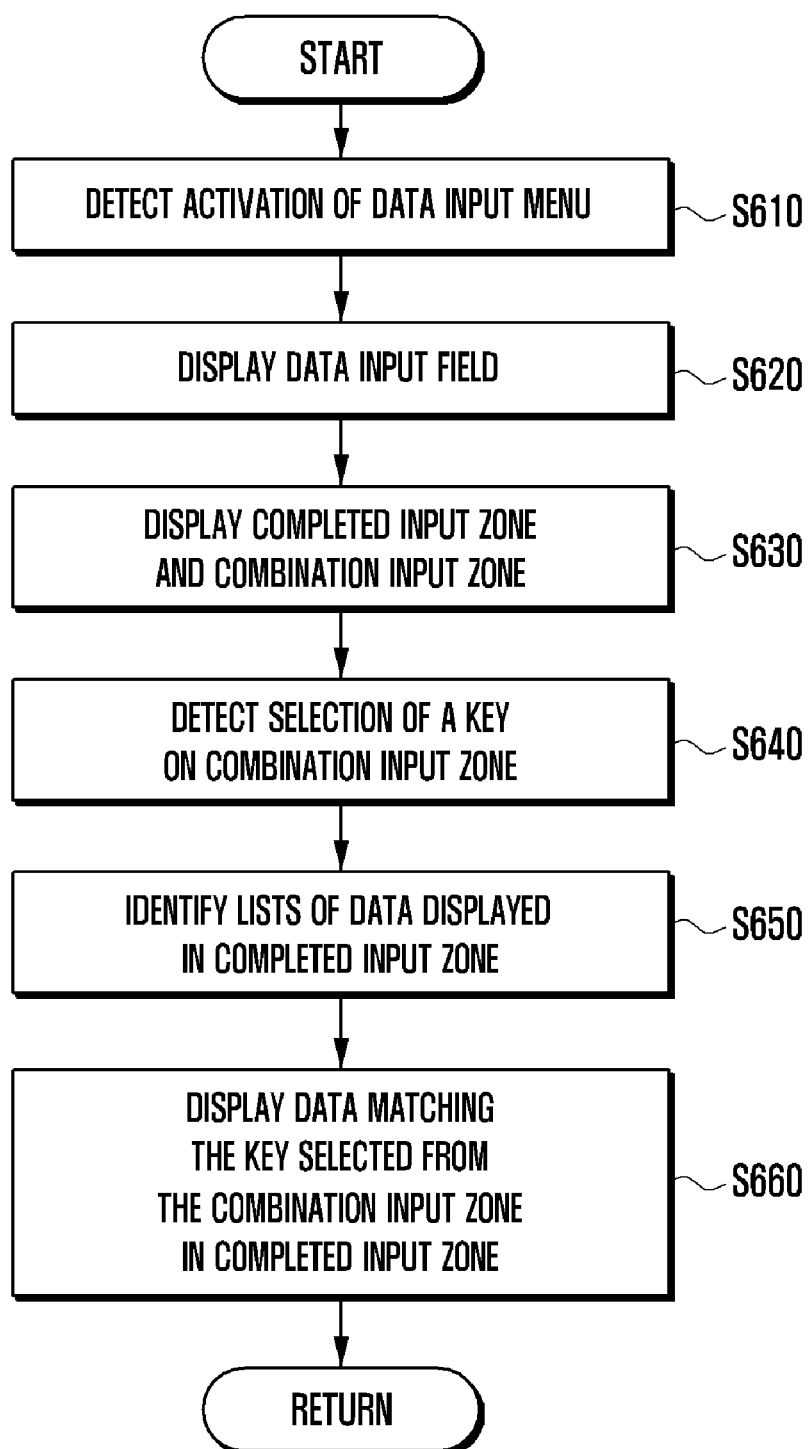 START
DETECT ACTIVATION OF DATA INPUT MENU
S610
DISPLAY DATA INPUT FIELD
S620
DISPLAY COMPLETED INPUT ZONE
AND COMBINATION INPUT ZONE
S630
DETECT SELECTION OF A KEY
ON COMBINATION INPUT ZONE
S640
IDENTIFY LISTS OF DATA DISPLAYED
IN COMPLETED INPUT ZONE
S650
DISPLAY DATA MATCHING
THE KEY SELECTED FROM
THE COMBINATION INPUT ZONE
IN COMPLETED INPUT ZONE
S660
RETURN